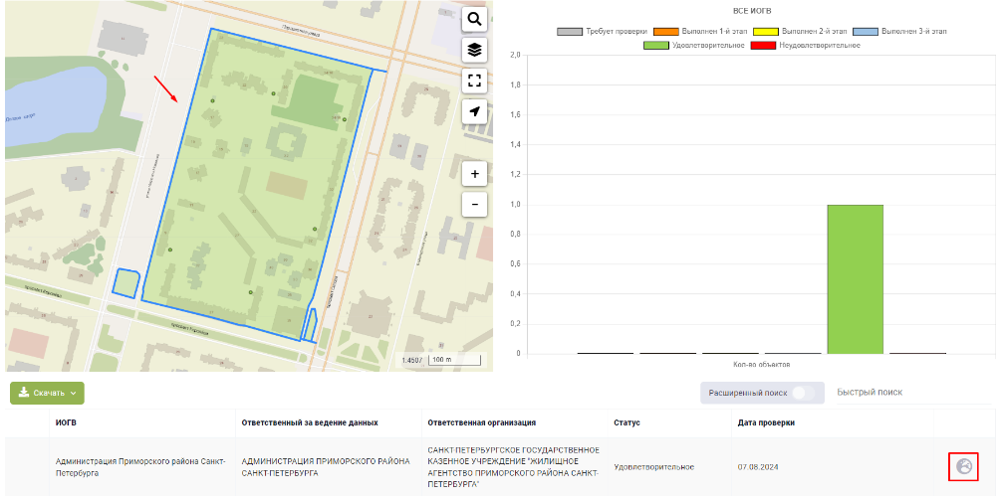 ВСЕ ИОГВ
Требует проверки Выполнен 1-й этап Выполнен 2-й этап Выполнен 3-й этап
Удовлетворительное Неудовлетворительное
2,0
1,8
1,6
1,4
1,2
1,0
0,8
0,6
0,4
0,2
0
Кол-во объектов
+
−
1:4507 100 m
Скачать
Расширенный поиск Быстрый поиск
ИОГВ Ответственный за ведение данных Ответственная организация Статус Дата проверки
Администрация Приморского района Санкт-
Петербурга
АДМИНИСТРАЦИЯ ПРИМОРСКОГО РАЙОНА
САНКТ-ПЕТЕРБУРГА
САНКТ-ПЕТЕРБУРГСКОЕ ГОСУДАРСТВЕННОЕ
КАЗЕННОЕ УЧРЕЖДЕНИЕ "ЖИЛИЩНОЕ
АГЕНТСТВО ПРИМОРСКОГО РАЙОНА САНКТ-
ПЕТЕРБУРГА"
Удовлетворительное
07.08.2024